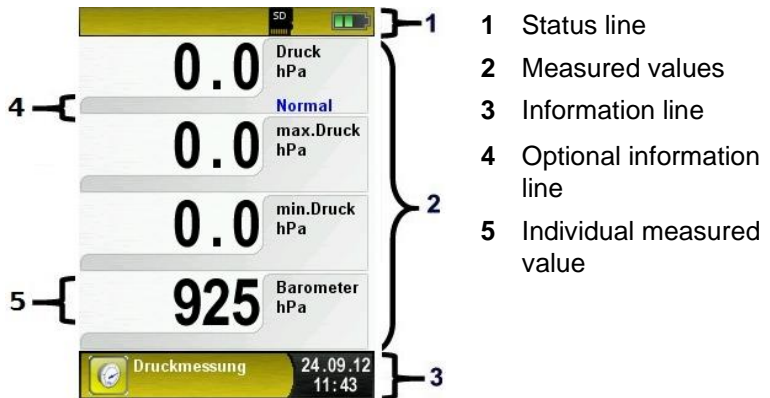 SD
1
0.0 Druck
hPa
4
Normal
0.0 max.Druck
hPa
0.0 min.Druck
hPa
2
5
925 Barometer
hPa
Druckmessung 24.09.12
11:43
3
1 Status line
2 Measured values
3 Information line
4 Optional information
line
5 Individual measured
value